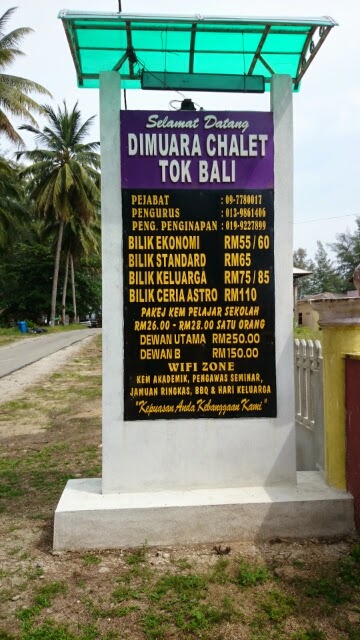 Selamat Datang
DIMUARA CHALET
TOK BALI
PEJABAT : 09-7780017
PENGURUS : 013-9861406
PENG. PENGINAPAN : 019-9227899
BILIK EKONOMI RM55/60
BILIK STANDARD RM65
BILIK KELUARGA RM75/85
BILIK CERIA ASTRO RM110
PAKEJ KEM PELAJAR SEKOLAH
RM26.00 - RM28.00 SATU ORANG
DEWAN UTAMA RM250.00
DEWAN B RM150.00
WIFI ZONE
KEM AKADEMIK, PENGAWAS SEMINAR,
JAMUAN RINGKAS, BBQ & HARI KELUARGA
"Kepuasan Anda Kebanggaan Kami"